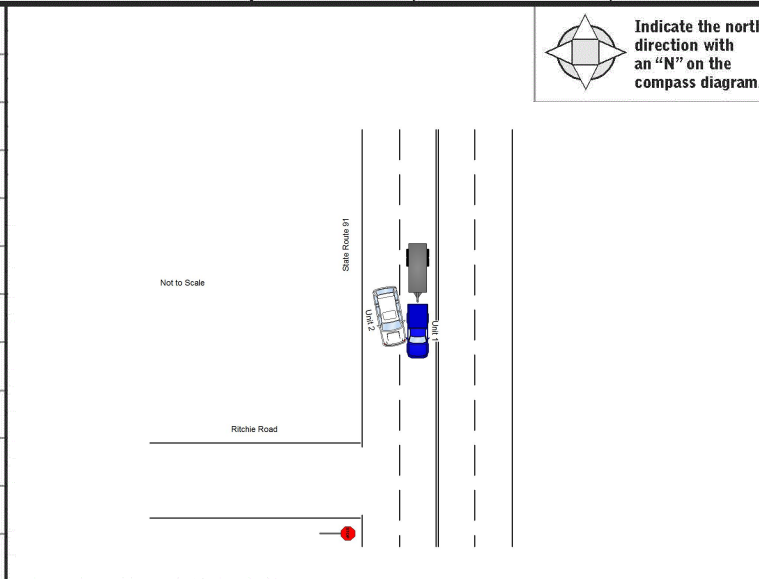 Indicate the north
direction with
an “N” on the
compass diagram.
State Route 91
Not to Scale
Unit 2
Unit 1
Ritchie Road